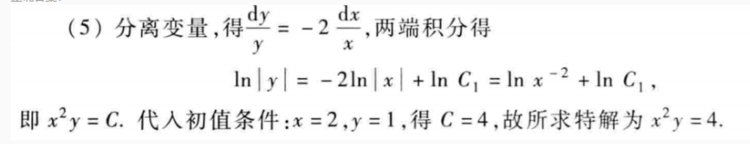 (5) 分离变量,得dy/y = -2 dx/x,两端积分得
ln|y| = -2ln|x| + ln C₁ = ln x⁻² + ln C₁,
即 x²y = C. 代入初值条件:x = 2,y = 1,得 C = 4,故所求特解为 x²y = 4.